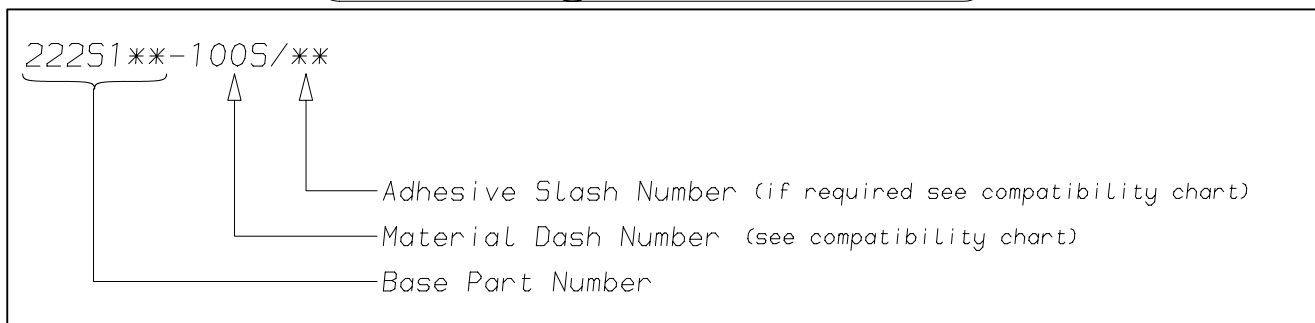 222S1**-100S/**
Adhesive Slash Number (if required see compatibility chart)
Material Dash Number (see compatibility chart)
Base Part Number